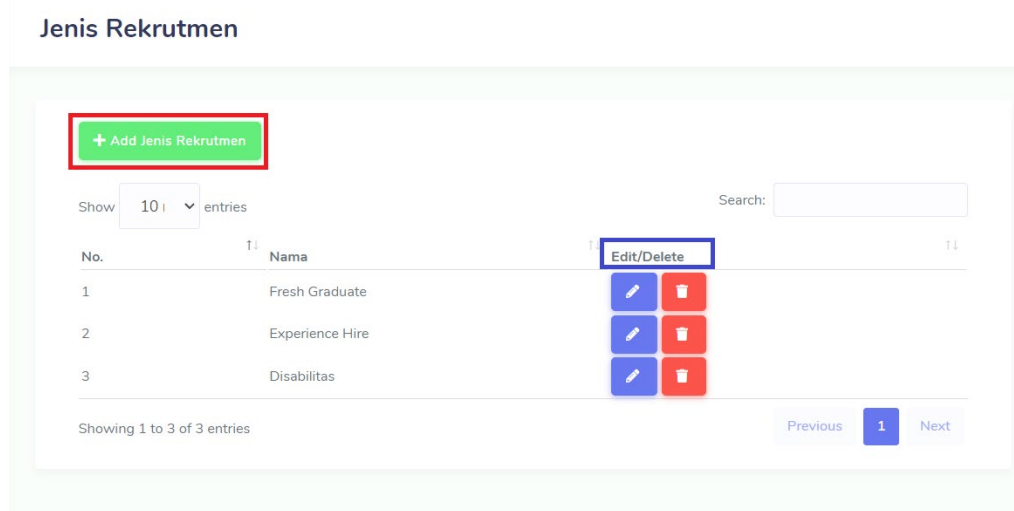 Jenis Rekrutmen
+ Add Jenis Rekrutmen
Show 10 entries
Search:
No. Nama Edit/Delete
1 Fresh Graduate
2 Experience Hire
3 Disabilitas
Showing 1 to 3 of 3 entries
Previous 1 Next